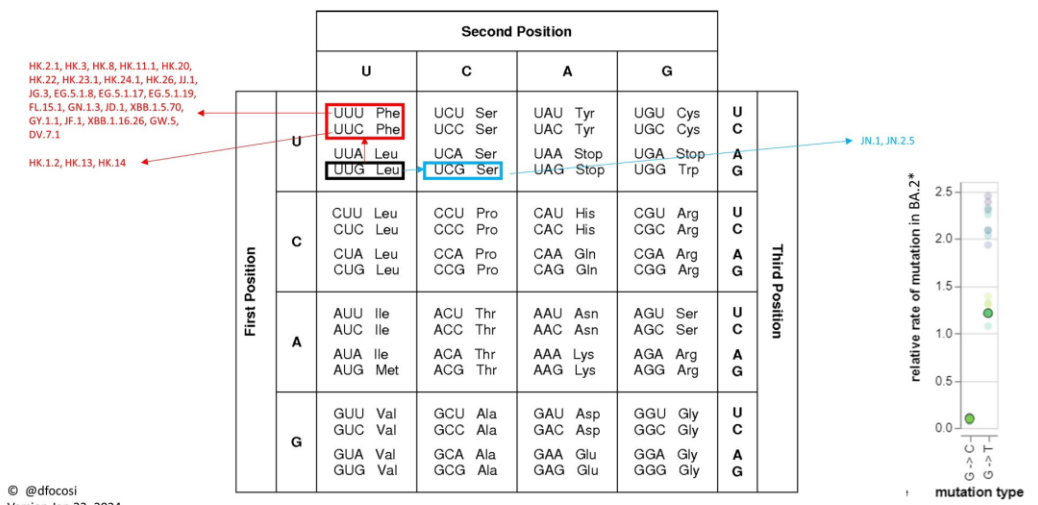 Second Position
U C A G
HK.2.1, HK.3, HK.8, HK.11.1, HK.20,
HK.22, HK.23.1, HK.24.1, HK.26, JJ.1,
JG.3, EG.5.1.8, EG.5.1.17, EG.5.1.19,
FL.15.1, GN.1.3, JD.1, XBB.1.5.70,
GY.1.1, JF.1, XBB.1.16.26, GW.5,
DV.7.1
HK.1.2, HK.13, HK.14
First Position
U
UUU Phe UCU Ser UAU Tyr UGU Cys U
UUC Phe UCC Ser UAC Tyr UGC Cys C
UUA Leu UCA Ser UAA Stop UGA Stop A
UUG Leu UCG Ser UAG Stop UGG Trp G
C
CUU Leu CCU Pro CAU His CGU Arg U
CUC Leu CCC Pro CAC His CGC Arg C
CUA Leu CCA Pro CAA Gln CGA Arg A
CUG Leu CCG Pro CAG Gln CGG Arg G
A
AUU Ile ACU Thr AAU Asn AGU Ser U
AUC Ile ACC Thr AAC Asn AGC Ser C
AUA Ile ACA Thr AAA Lys AGA Arg A
AUG Met ACG Thr AAG Lys AGG Arg G
G
GUU Val GCU Ala GAU Asp GGU Gly U
GUC Val GCC Ala GAC Asp GGC Gly C
GUA Val GCA Ala GAA Glu GGA Gly A
GUG Val GCG Ala GAG Glu GGG Gly G
Third Position
JN.1, JN.2.5
relative rate of mutation in BA.2*
2.5
2.0
1.5
1.0
0.5
0.0
G -> C
G -> T
mutation type
© @dfocosi